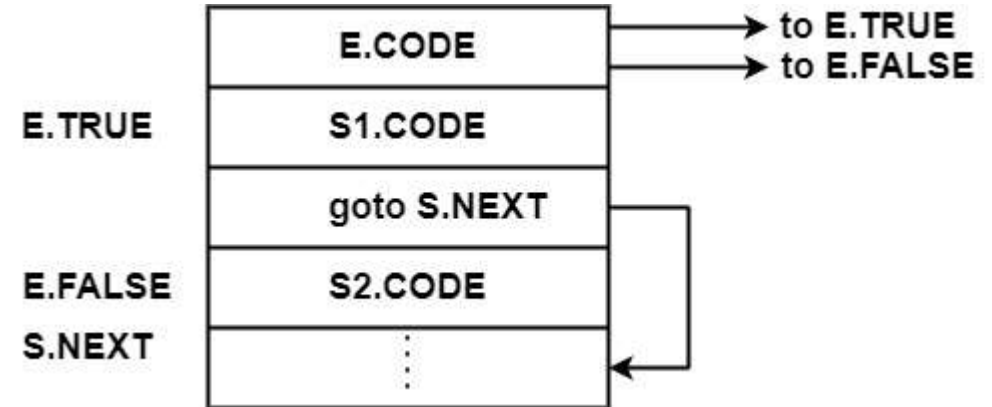 E.CODE
to E.TRUE
to E.FALSE
E.TRUE
S1.CODE
goto S.NEXT
E.FALSE
S2.CODE
S.NEXT